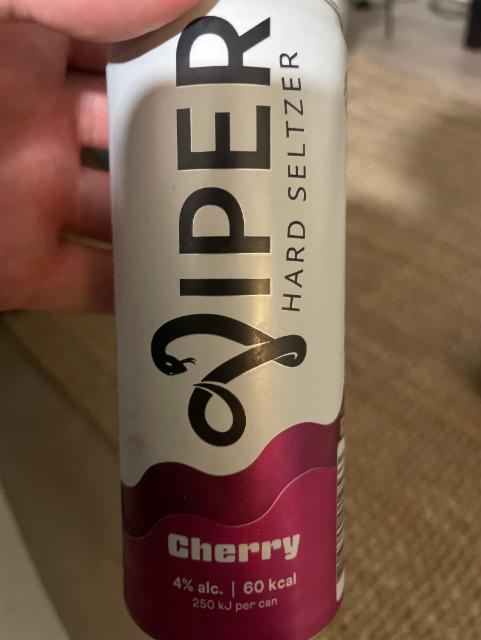 VIPER
HARD SELTZER
Cherry
4% alc. | 60 kcal
250 kJ per can